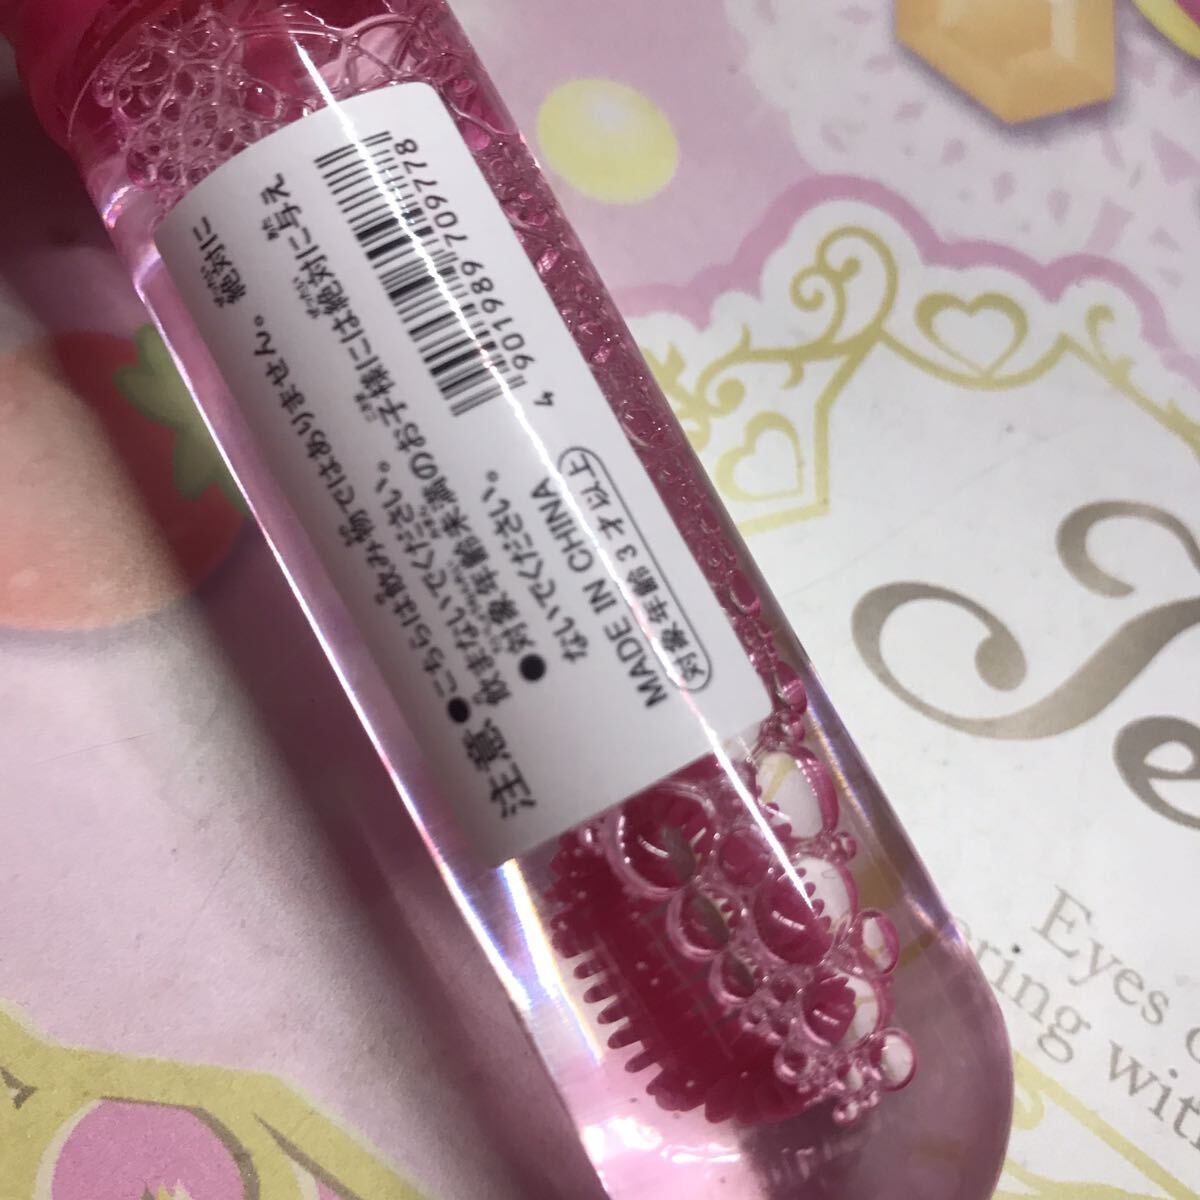 注意
●こちらは飲み物ではありません。絶対に
飲まないでください。
●対象年齢未満のお子様には絶対に与え
ないでください。
MADE IN CHINA
対象年齢3才以上
4 901989 709778
Eyes
ering wit